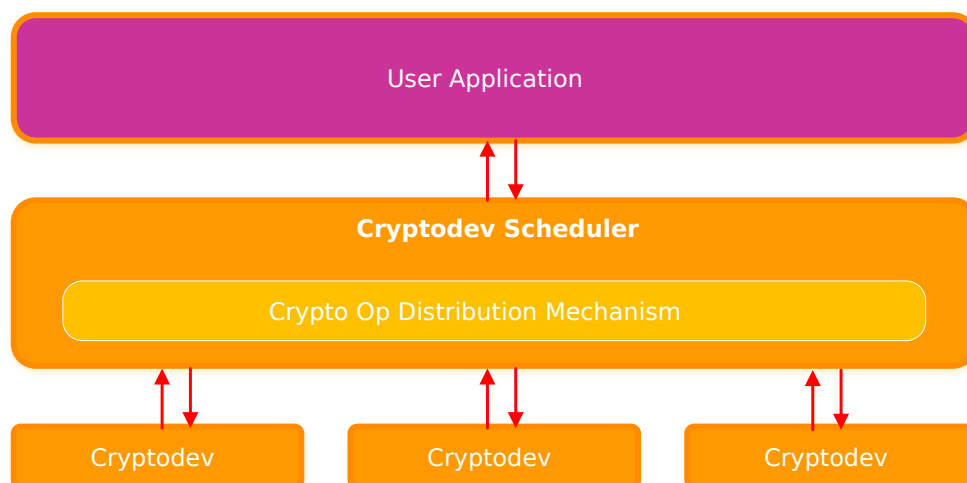 User Application
Cryptodev Scheduler
Crypto Op Distribution Mechanism
Cryptodev
Cryptodev
Cryptodev